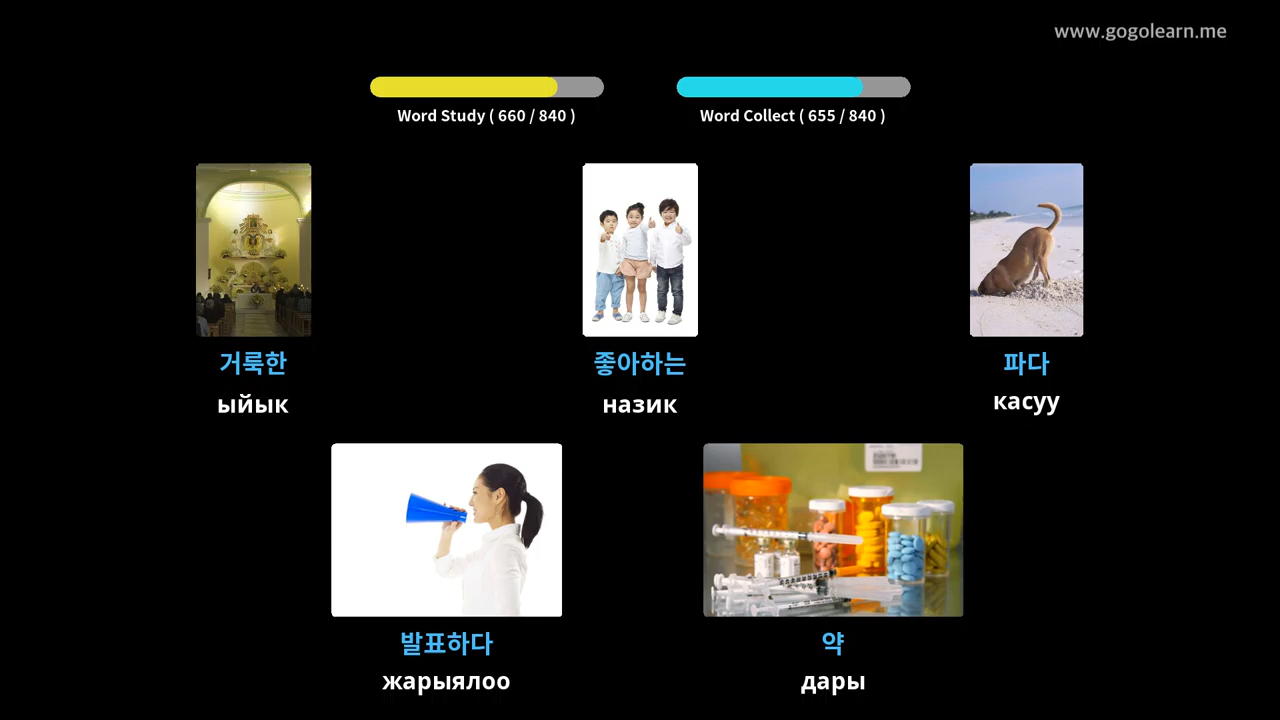 www.gogolearn.me
Word Study ( 660 / 840 )
Word Collect ( 655 / 840 )
거룩한
좋아하는
파다
ыйык
назик
касуу
발표하다
약
жарыялоо
дары